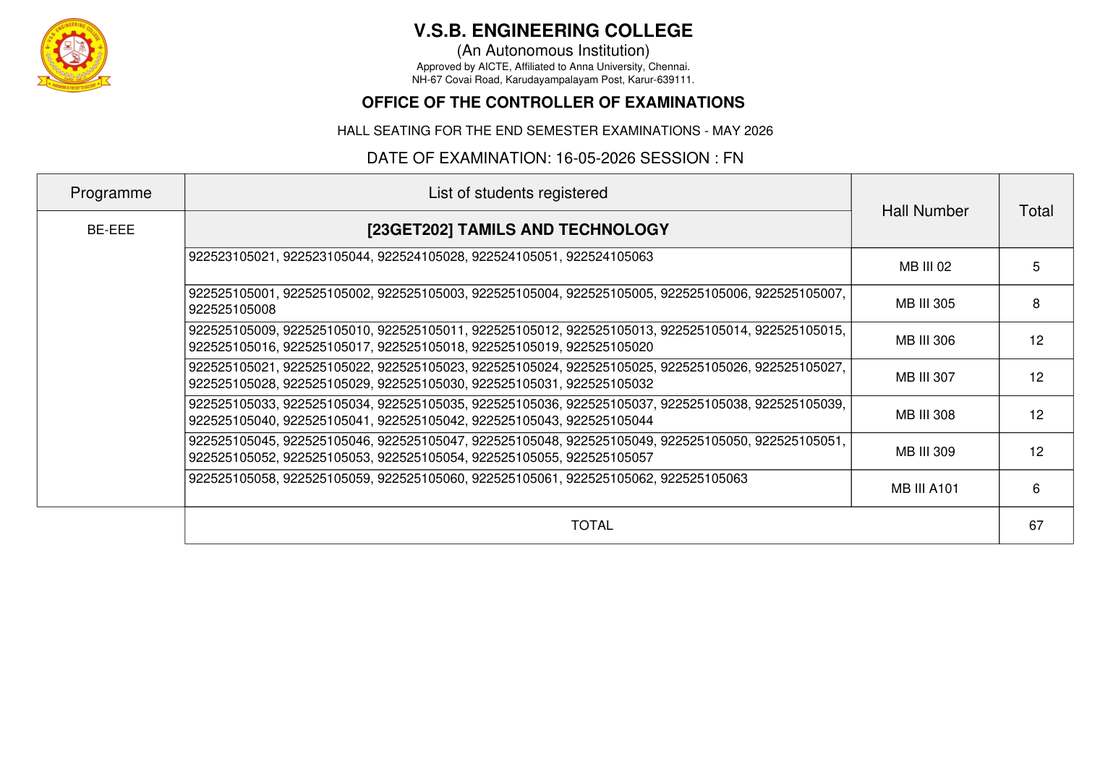 V.S.B. ENGINEERING COLLEGE
(An Autonomous Institution)
Approved by AICTE, Affiliated to Anna University, Chennai.
NH-67 Covai Road, Karudayampalayam Post, Karur-639111.
OFFICE OF THE CONTROLLER OF EXAMINATIONS
HALL SEATING FOR THE END SEMESTER EXAMINATIONS - MAY 2026
DATE OF EXAMINATION: 16-05-2026 SESSION : FN
Programme List of students registered Hall Number Total
BE-EEE [23GET202] TAMILS AND TECHNOLOGY
922523105021, 922523105044, 922524105028, 922524105051, 922524105063
MB III 02 5
922525105001, 922525105002, 922525105003, 922525105004, 922525105005, 922525105006, 922525105007,
922525105008
MB III 305 8
922525105009, 922525105010, 922525105011, 922525105012, 922525105013, 922525105014, 922525105015,
922525105016, 922525105017, 922525105018, 922525105019, 922525105020
MB III 306 12
922525105021, 922525105022, 922525105023, 922525105024, 922525105025, 922525105026, 922525105027,
922525105028, 922525105029, 922525105030, 922525105031, 922525105032
MB III 307 12
922525105033, 922525105034, 922525105035, 922525105036, 922525105037, 922525105038, 922525105039,
922525105040, 922525105041, 922525105042, 922525105043, 922525105044
MB III 308 12
922525105045, 922525105046, 922525105047, 922525105048, 922525105049, 922525105050, 922525105051,
922525105052, 922525105053, 922525105054, 922525105055, 922525105057
MB III 309 12
922525105058, 922525105059, 922525105060, 922525105061, 922525105062, 922525105063
MB III A101 6
TOTAL 67